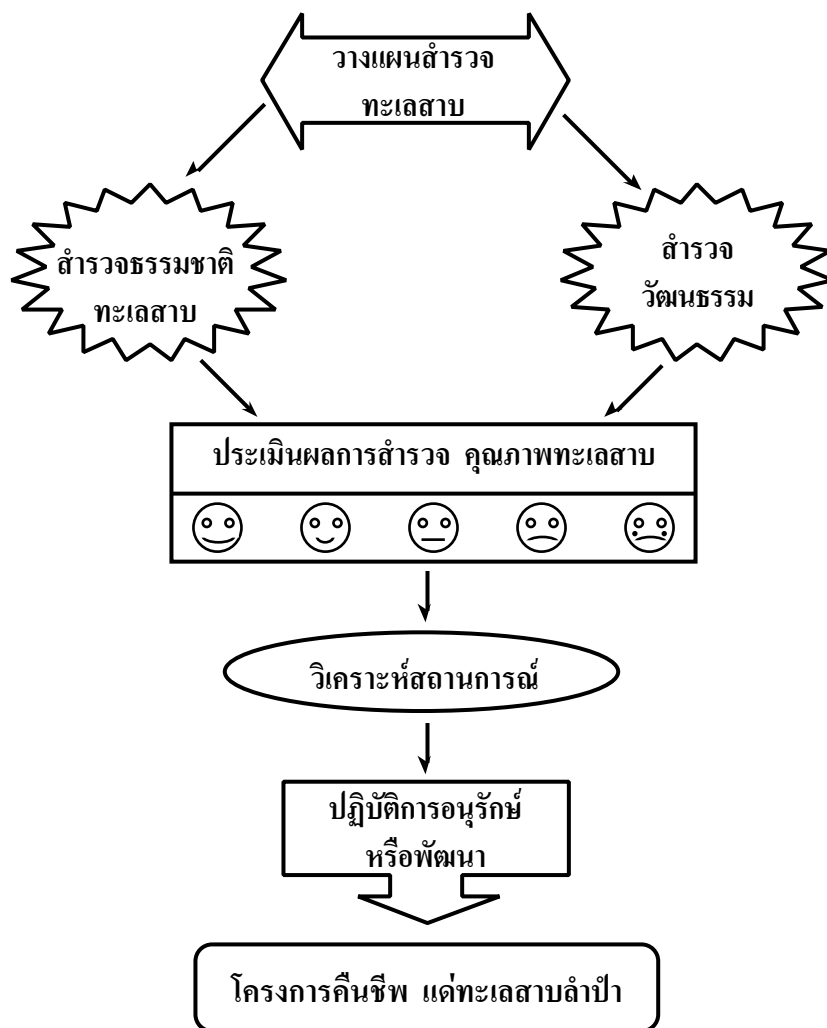 วางแผนสำรวจ
ทะเลสาบ
สำรวจธรรมชาติ
ทะเลสาบ
สำรวจ
วัฒนธรรม
ประเมินผลการสำรวจ คุณภาพทะเลสาบ
วิเคราะห์สถานการณ์
ปฏิบัติการอนุรักษ์
หรือพัฒนา
โครงการคืนชีพ แด่ทะเลสาบลำปำ